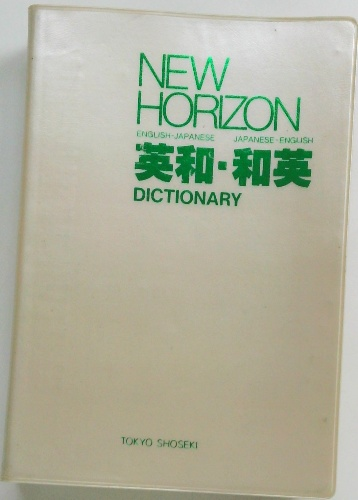 NEW
HORIZON
ENGLISH-JAPANESE JAPANESE-ENGLISH
英和・和英
DICTIONARY
TOKYO SHOSEKI